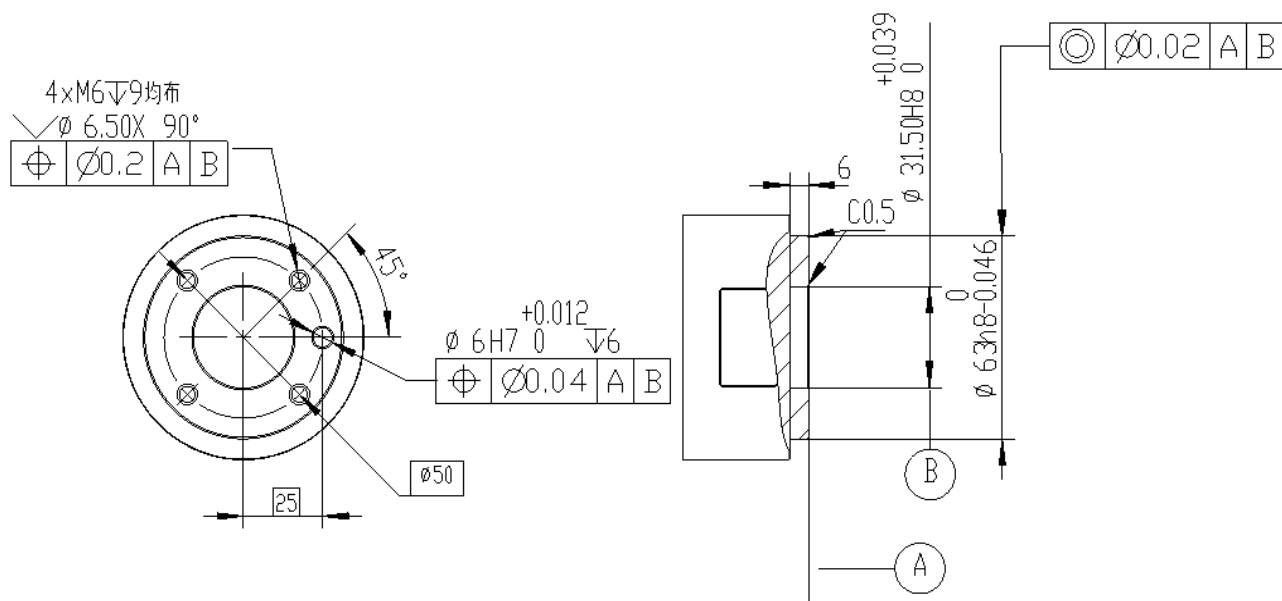 4xM6↧9均布
⌵ø 6.50X 90°
⌖ Ø0.2 A B
45°
+0.012
ø 6H7 0 ↧6
⌖ Ø0.04 A B
ø50
25
6
C0.5
+0.039
ø 31.50H8 0
◎ Ø0.02 A B
0
ø 63h8-0.046
B
A